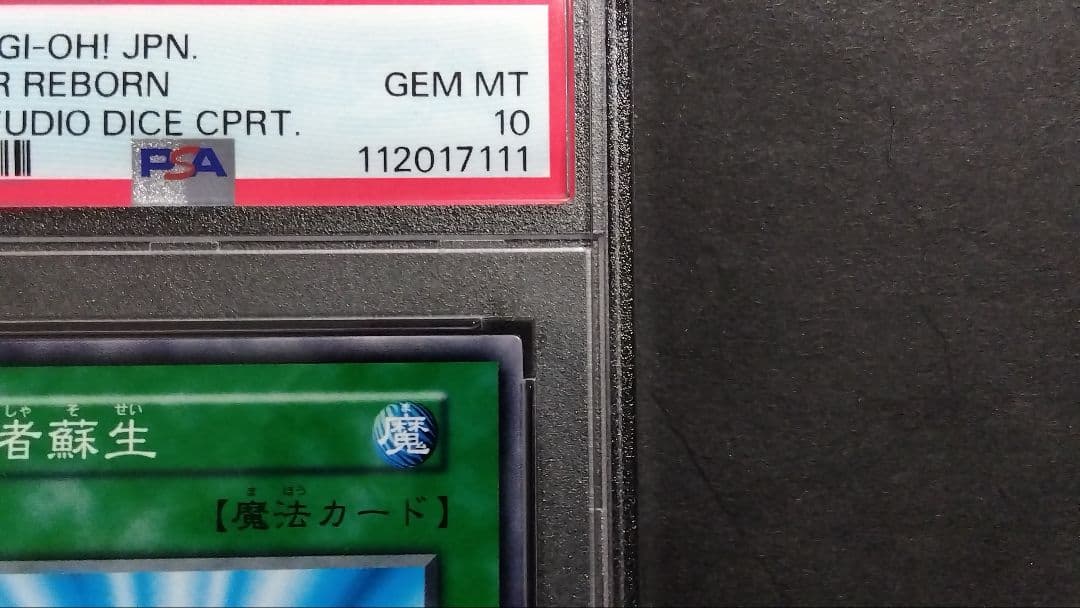 GI-OH! JPN.
R REBORN
GEM MT
TUDIO DICE CPRT.
10
PSA
112017111
しゃ そ せい
者蘇生
ま
魔
ま ほう
【魔法カード】